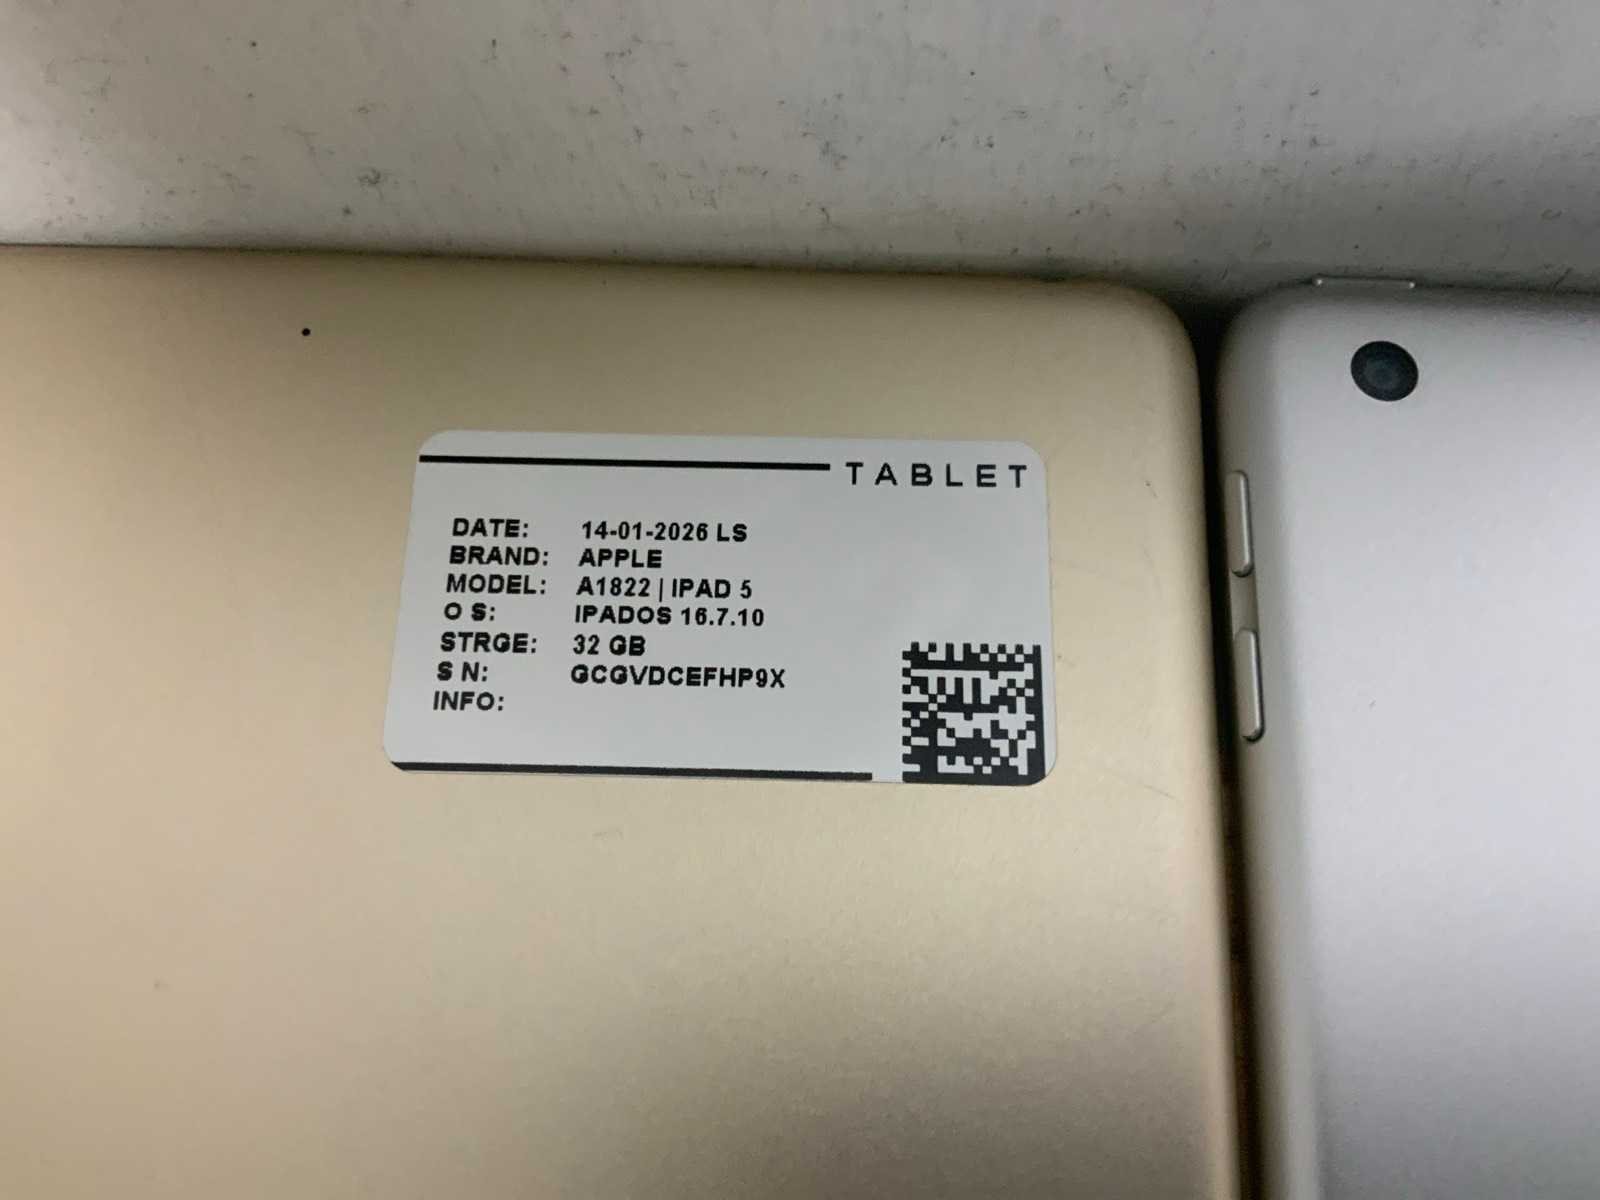 TABLET
DATE: 14-01-2026 LS
BRAND: APPLE
MODEL: A1822 | IPAD 5
O S: IPADOS 16.7.10
STRGE: 32 GB
S N: GCGVDCEFHP9X
INFO: